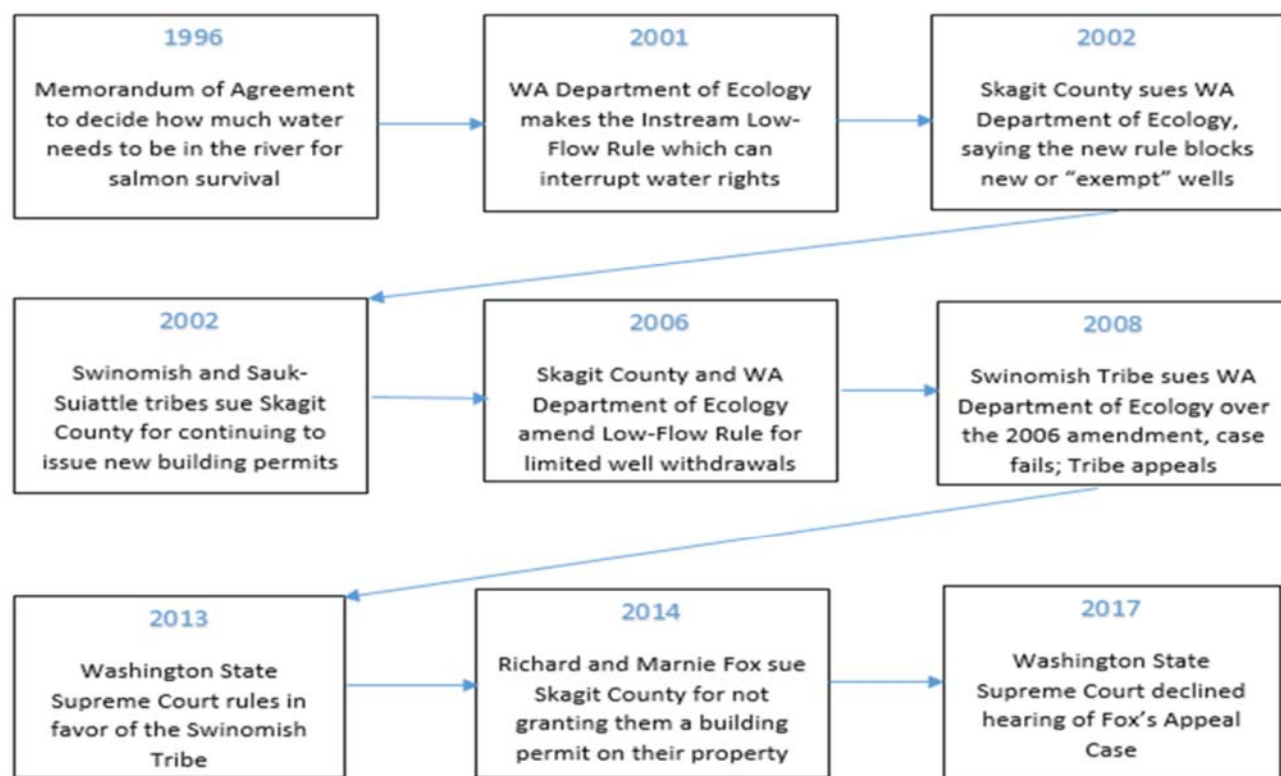 1996
Memorandum of Agreement
to decide how much water
needs to be in the river for
salmon survival
2001
WA Department of Ecology
makes the Instream Low-
Flow Rule which can
interrupt water rights
2002
Skagit County sues WA
Department of Ecology,
saying the new rule blocks
new or “exempt” wells
2002
Swinomish and Sauk-
Suiattle tribes sue Skagit
County for continuing to
issue new building permits
2006
Skagit County and WA
Department of Ecology
amend Low-Flow Rule for
limited well withdrawals
2008
Swinomish Tribe sues WA
Department of Ecology over
the 2006 amendment, case
fails; Tribe appeals
2013
Washington State
Supreme Court rules in
favor of the Swinomish
Tribe
2014
Richard and Marnie Fox sue
Skagit County for not
granting them a building
permit on their property
2017
Washington State
Supreme Court declined
hearing of Fox’s Appeal
Case